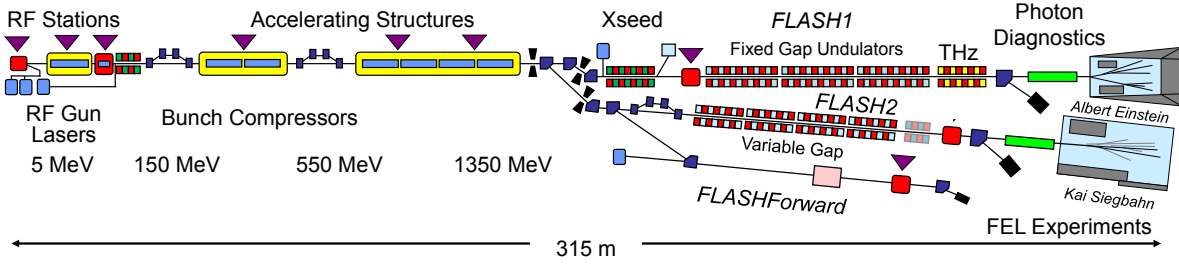 RF Stations
Accelerating Structures
Xseed
FLASH1
Fixed Gap Undulators
THz
Photon
Diagnostics
RF Gun
Lasers
Bunch Compressors
FLASH2
Variable Gap
FLASHForward
Albert Einstein
Kai Siegbahn
5 MeV
150 MeV
550 MeV
1350 MeV
FEL Experiments
315 m